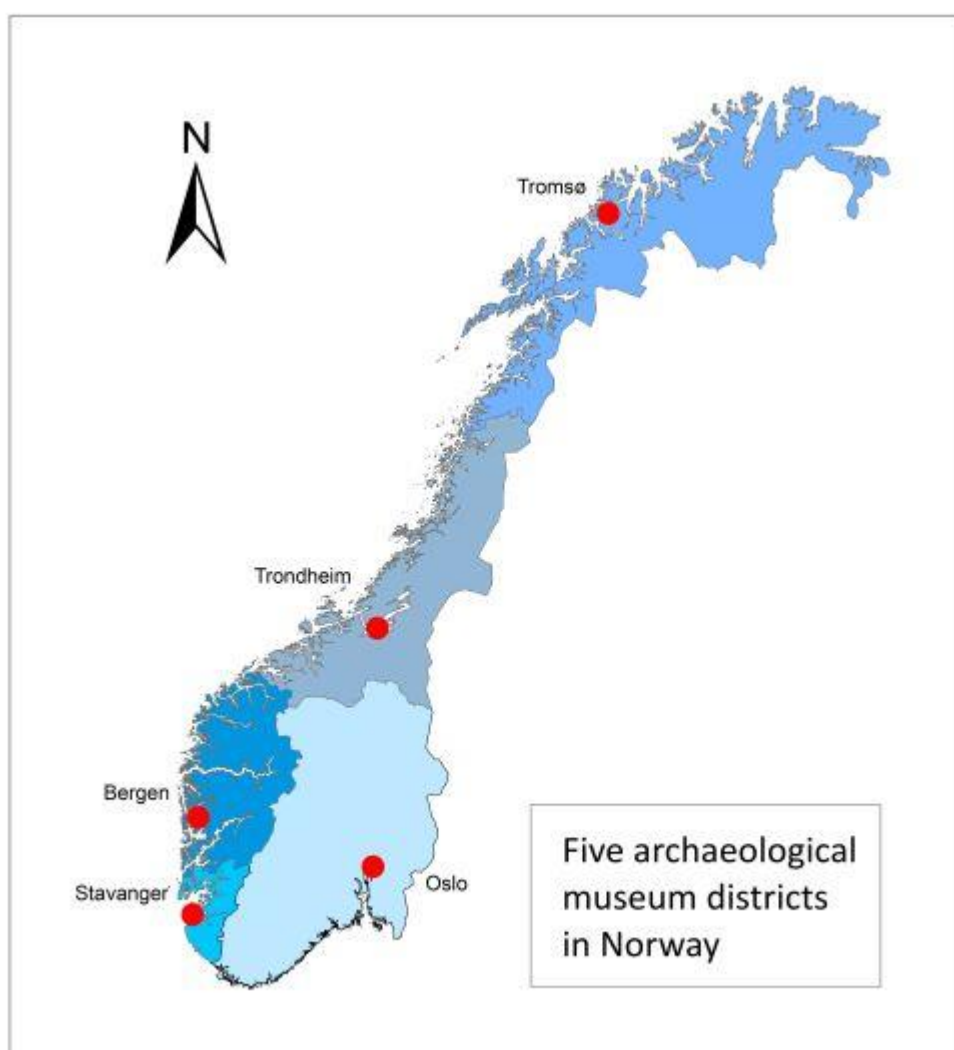 N
Tromsø
Trondheim
Bergen
Stavanger
Oslo
Five archaeological
museum districts
in Norway